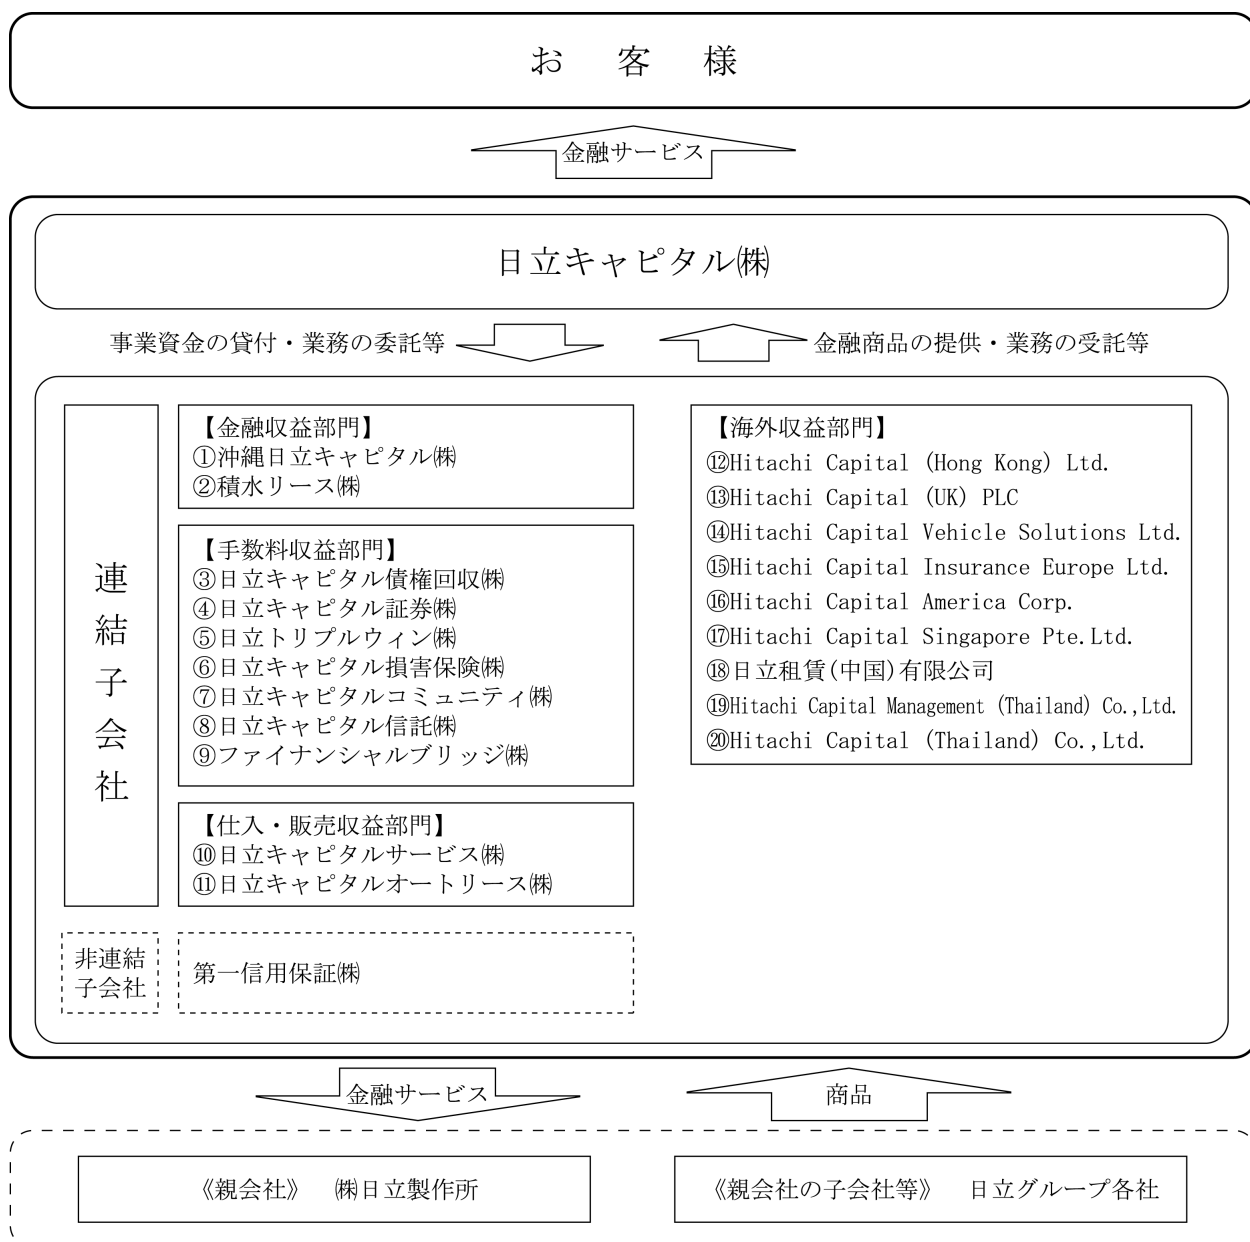 お客様
金融サービス
日立キャピタル㈱
事業資金の貸付・業務の委託等
金融商品の提供・業務の受託等
連結子会社
【金融収益部門】
①沖縄日立キャピタル㈱
②積水リース㈱
【手数料収益部門】
③日立キャピタル債権回収㈱
④日立キャピタル証券㈱
⑤日立トリプルウィン㈱
⑥日立キャピタル損害保険㈱
⑦日立キャピタルコミュニティ㈱
⑧日立キャピタル信託㈱
⑨ファイナンシャルブリッジ㈱
【仕入・販売収益部門】
⑩日立キャピタルサービス㈱
⑪日立キャピタルオートリース㈱
【海外収益部門】
⑫Hitachi Capital (Hong Kong) Ltd.
⑬Hitachi Capital (UK) PLC
⑭Hitachi Capital Vehicle Solutions Ltd.
⑮Hitachi Capital Insurance Europe Ltd.
⑯Hitachi Capital America Corp.
⑰Hitachi Capital Singapore Pte.Ltd.
⑱日立租賃(中国)有限公司
⑲Hitachi Capital Management (Thailand) Co.,Ltd.
⑳Hitachi Capital (Thailand) Co.,Ltd.
非連結
子会社
第一信用保証㈱
金融サービス
商品
《親会社》 ㈱日立製作所
《親会社の子会社等》 日立グループ各社